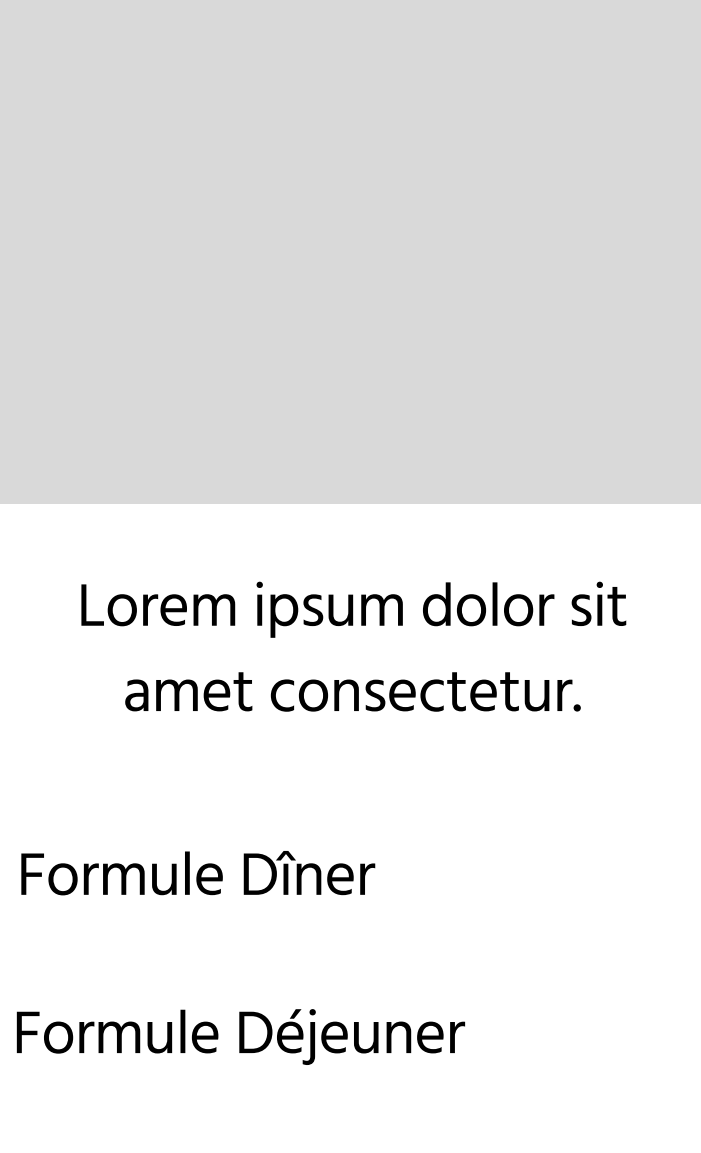 Lorem ipsum dolor sit
amet consectetur.
Formule Dîner
Formule Déjeuner